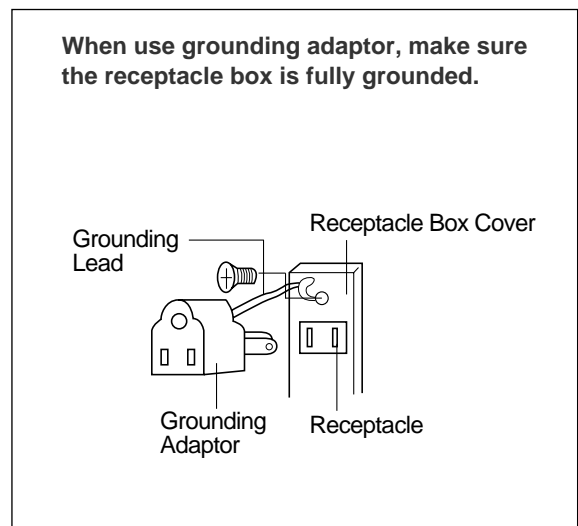 When use grounding adaptor, make sure
the receptacle box is fully grounded.
Receptacle Box Cover
Grounding
Lead
Grounding
Adaptor
Receptacle